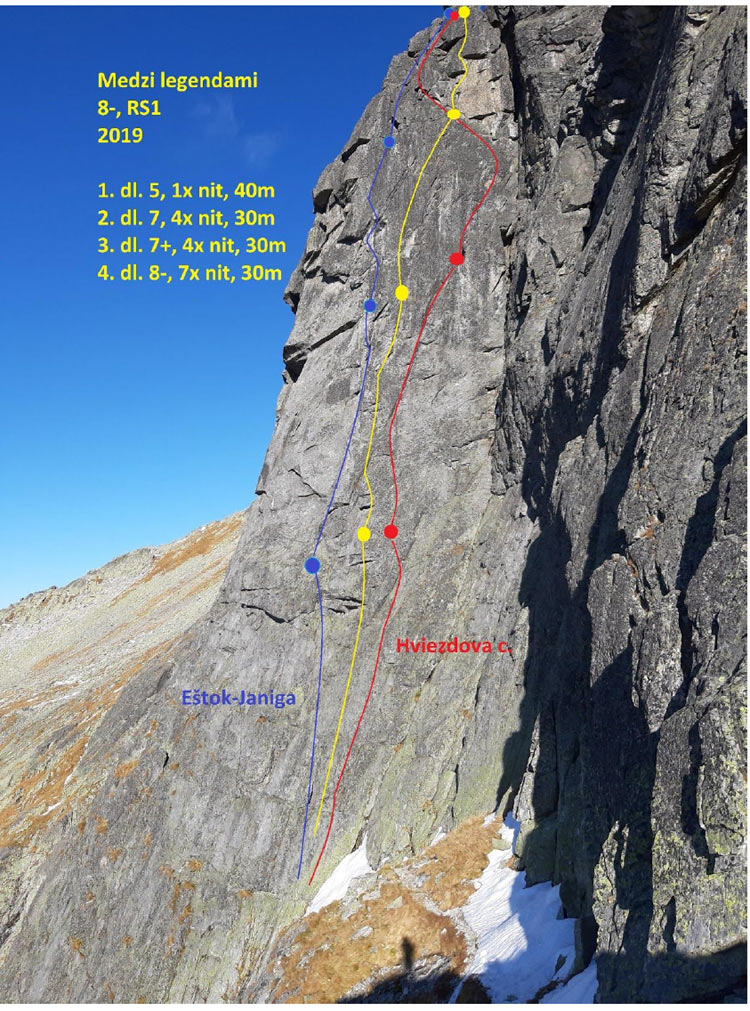 Medzi legendami
8-, RS1
2019
1. dl. 5, 1x nit, 40m
2. dl. 7, 4x nit, 30m
3. dl. 7+, 4x nit, 30m
4. dl. 8-, 7x nit, 30m
Hviezdova c.
Eštok-Janiga